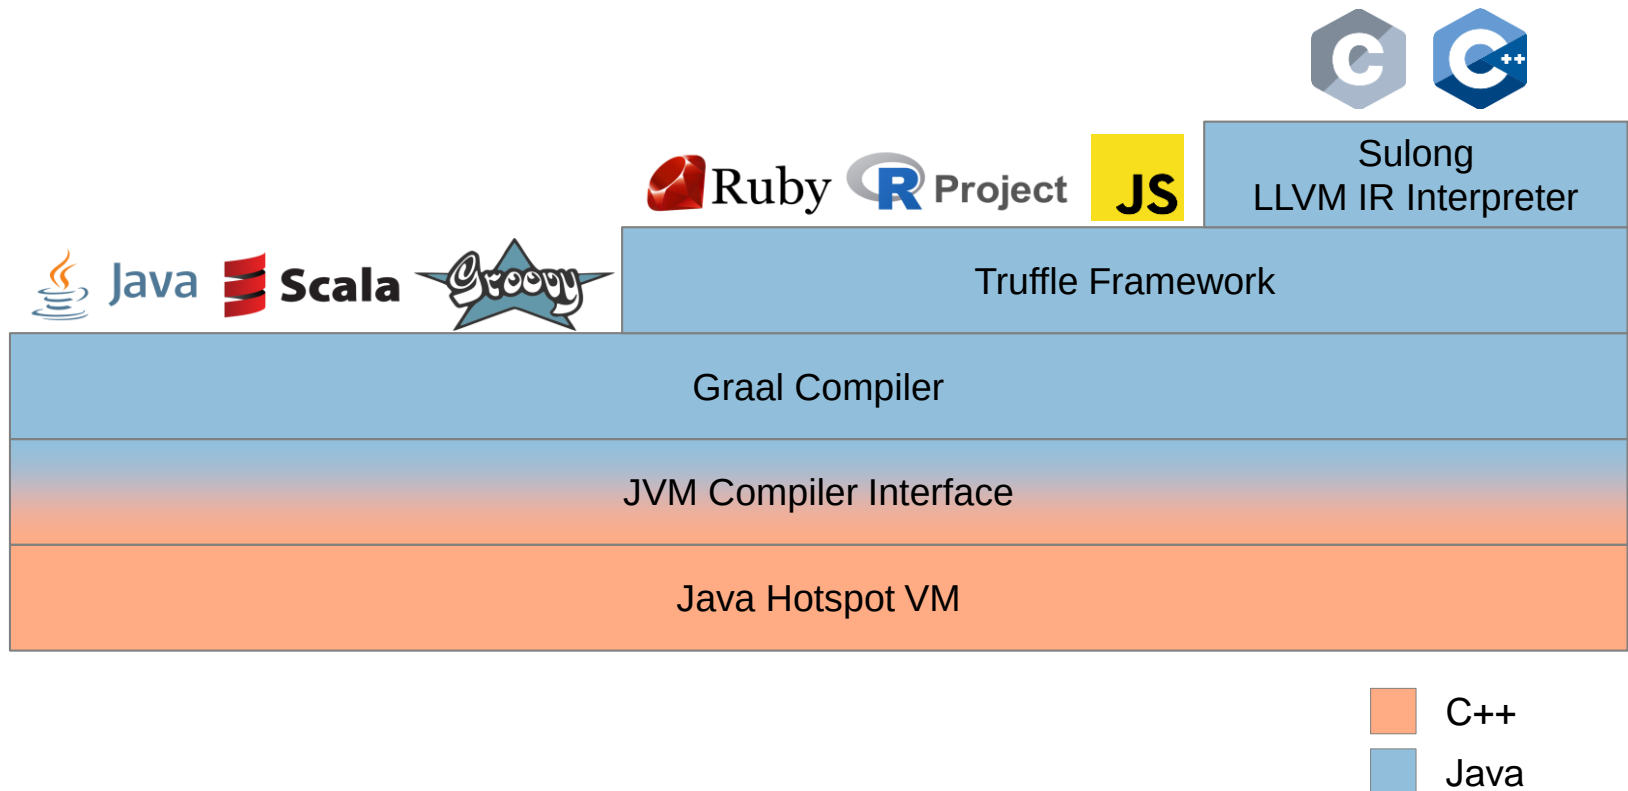 C C++
Ruby R Project JS
Sulong
LLVM IR Interpreter
Java Scala Groovy
Truffle Framework
Graal Compiler
JVM Compiler Interface
Java Hotspot VM
C++
Java